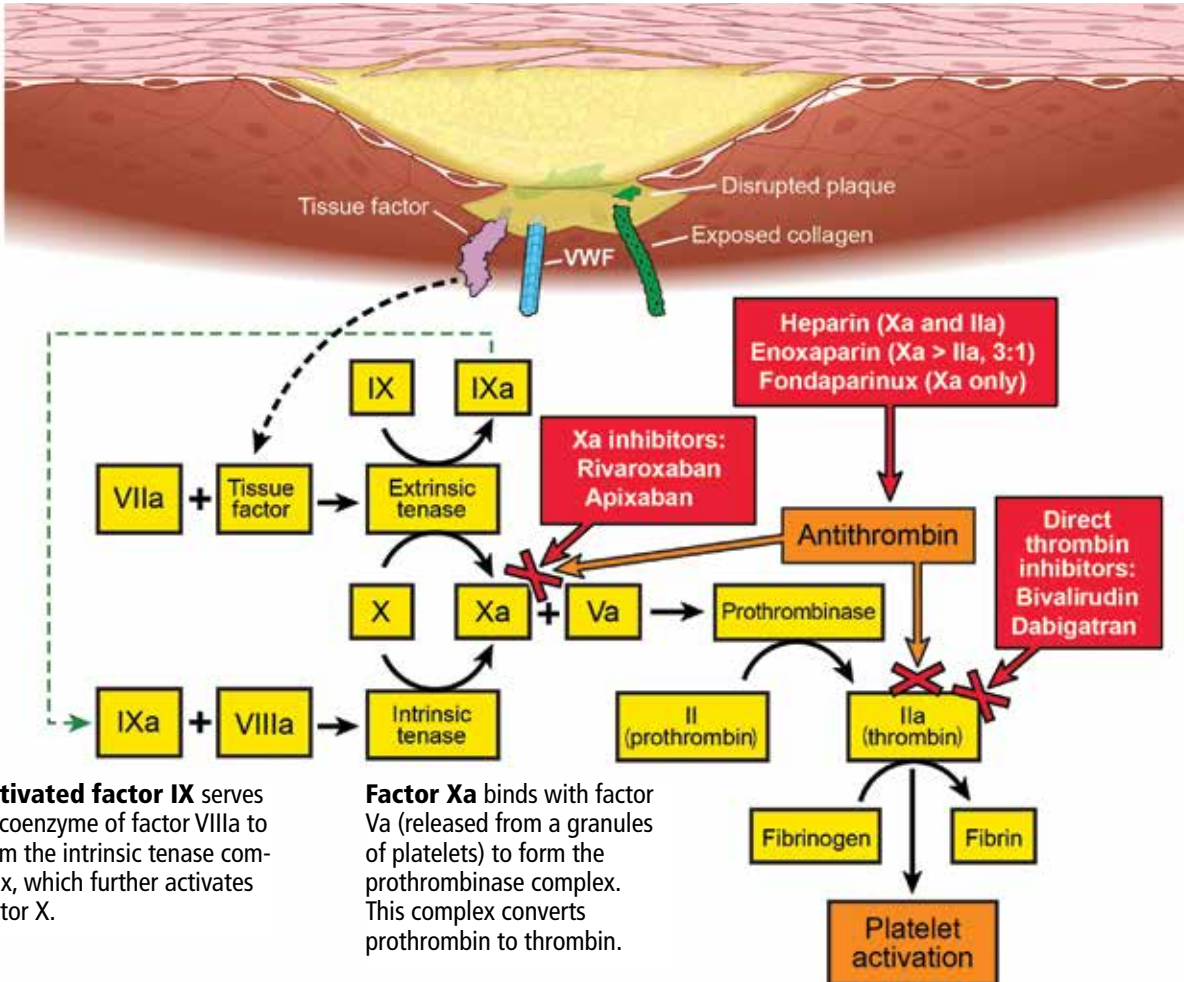 Tissue factor
Disrupted plaque
Exposed collagen
VWF
Heparin (Xa and IIa)
Enoxaparin (Xa > IIa, 3:1)
Fondaparinux (Xa only)
IX
IXa
Xa inhibitors:
Rivaroxaban
Apixaban
VIIa
+
Tissue
factor
Extrinsic
tenase
Antithrombin
Direct
thrombin
inhibitors:
Bivalirudin
Dabigatran
X
Xa
+
Va
Prothrombinase
IXa
+
VIIIa
Intrinsic
tenase
II
(prothrombin)
IIa
(thrombin)
tivated factor IX serves
coenzyme of factor VIIIa to
m the intrinsic tenase com-
x, which further activates
tor X.
Factor Xa binds with factor
Va (released from a granules
of platelets) to form the
prothrombinase complex.
This complex converts
prothrombin to thrombin.
Fibrinogen
Fibrin
Platelet
activation